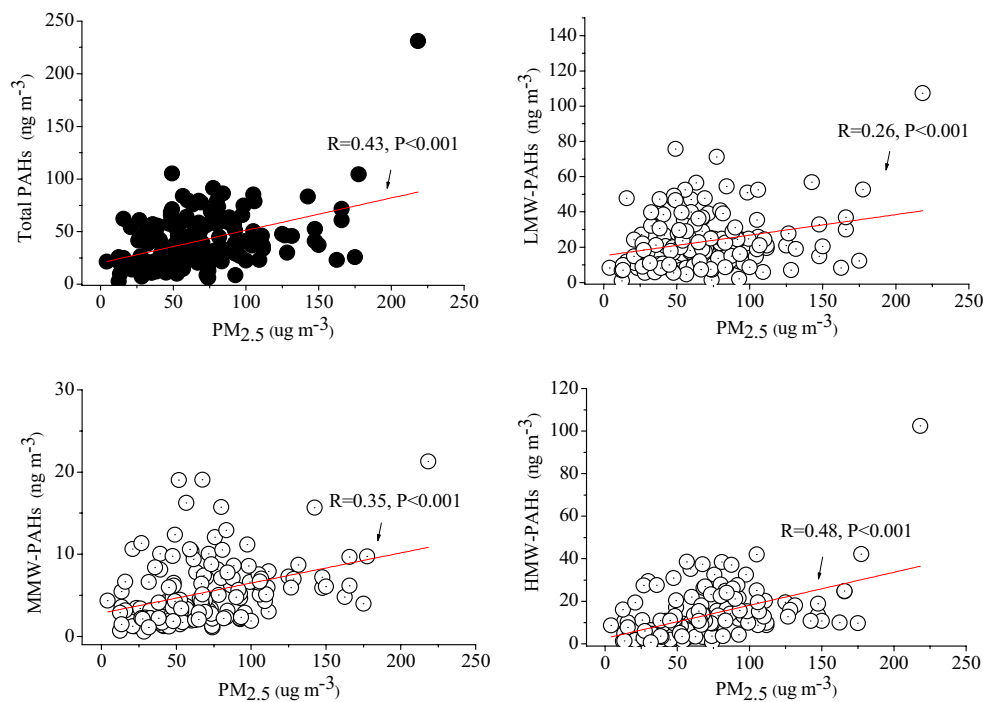 Total PAHs (ng m-3)
250
200
150
100
50
0
R=0.43, P<0.001
0 50 100 150 200 250
PM2.5 (ug m-3)
LMW-PAHs (ng m-3)
140
120
100
80
60
40
20
0
R=0.26, P<0.001
0 50 100 150 200 250
PM2.5 (ug m-3)
MMW-PAHs (ng m-3)
30
20
10
0
R=0.35, P<0.001
0 50 100 150 200 250
PM2.5 (ug m-3)
HMW-PAHs (ng m-3)
120
100
80
60
40
20
0
R=0.48, P<0.001
0 50 100 150 200 250
PM2.5 (ug m-3)